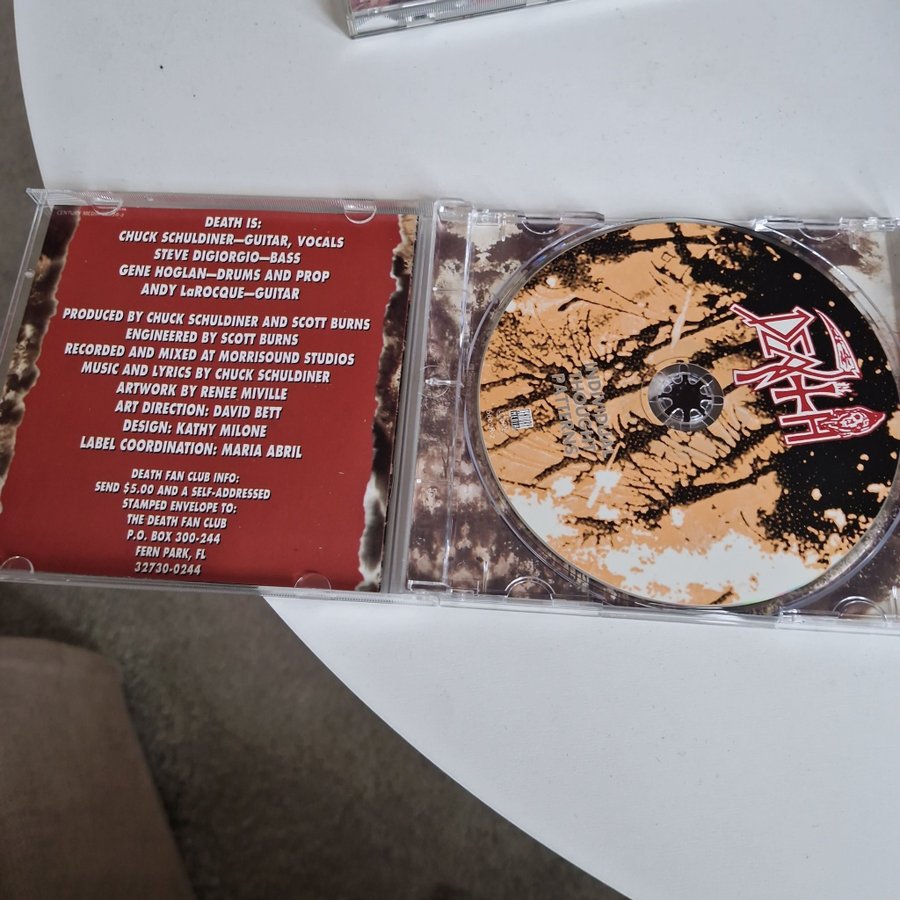 CENTURY MEDIA
DEATH IS:
CHUCK SCHULDINER—GUITAR, VOCALS
STEVE DIGIORGIO—BASS
GENE HOGLAN—DRUMS AND PROP
ANDY LaROCQUE—GUITAR
PRODUCED BY CHUCK SCHULDINER AND SCOTT BURNS
ENGINEERED BY SCOTT BURNS
RECORDED AND MIXED AT MORRISOUND STUDIOS
MUSIC AND LYRICS BY CHUCK SCHULDINER
ARTWORK BY RENEE MIVILLE
ART DIRECTION: DAVID BETT
DESIGN: KATHY MILONE
LABEL COORDINATION: MARIA ABRIL
DEATH FAN CLUB INFO:
SEND $5.00 AND A SELF-ADDRESSED
STAMPED ENVELOPE TO:
THE DEATH FAN CLUB
P.O. BOX 300-244
FERN PARK, FL
32730-0244
DEATH
INDIVIDUAL
THOUGHT
PATTERNS